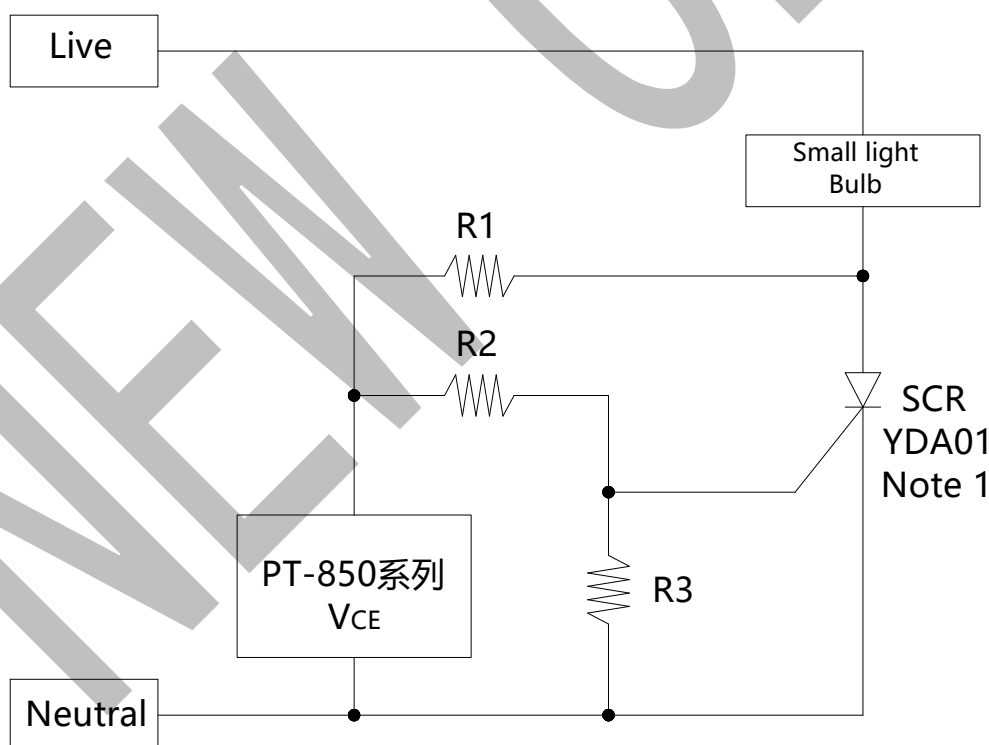 Live
Small light
Bulb
R1
R2
SCR
YDA01
Note 1
PT-850系列
VCE
R3
Neutral
NEW